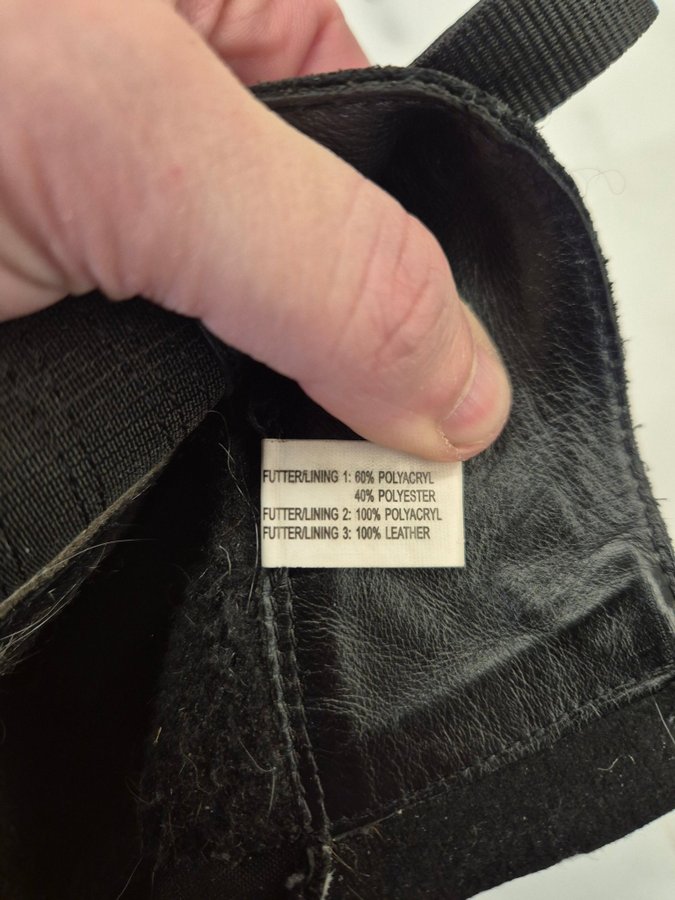 FUTTER/LINING 1: 60% POLYACRYL
40% POLYESTER
FUTTER/LINING 2: 100% POLYACRYL
FUTTER/LINING 3: 100% LEATHER